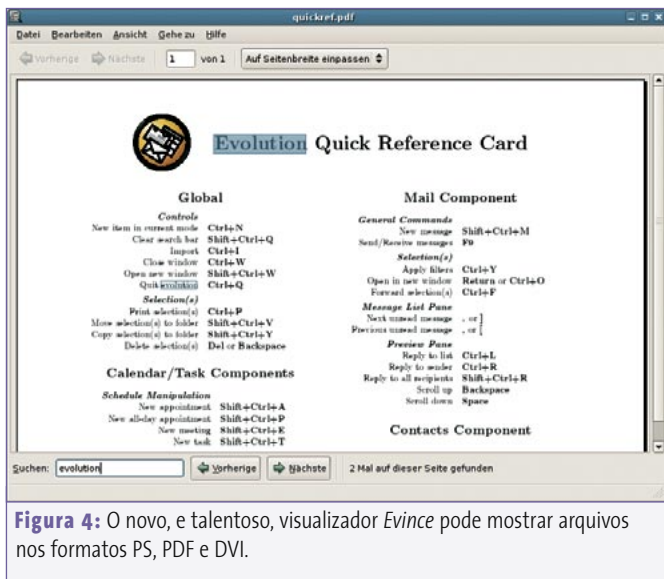 quickref.pdf
Datei Bearbeiten Ansicht Gehe zu Hilfe
Vorherige Nächste 1 von 1 Auf Seitenbreite einpassen
Evolution Quick Reference Card
Global
Controls
New item in current mode Ctrl+N
Clear search bar Shift+Ctrl+Q
Import Ctrl+I
Close window Ctrl+W
Open new window Shift+Ctrl+W
Quit evolution Ctrl+Q
Selection(s)
Print selection(s) Ctrl+P
Move selection(s) to folder Shift+Ctrl+V
Copy selection(s) to folder Shift+Ctrl+Y
Delete selection(s) Del or Backspace
Calendar/Task Components
Schedule Manipulation
New appointment Shift+Ctrl+A
New all-day appointment Shift+Ctrl+P
New meeting Shift+Ctrl+E
New task Shift+Ctrl+T
Mail Component
General Commands
New message Shift+Ctrl+M
Send/Receive messages F9
Selection(s)
Apply filters Ctrl+Y
Open in new window Return or Ctrl+O
Forward selection(s) Ctrl+F
Message List Pane
Next unread message . or ]
Previous unread message , or [
Preview Pane
Reply to list Ctrl+L
Reply to sender Ctrl+R
Reply to all recipients Shift+Ctrl+R
Scroll up Backspace
Scroll down Space
Contacts Component
Suchen: evolution Vorherige Nächste 2 Mal auf dieser Seite gefunden
Figura 4: O novo, e talentoso, visualizador Evince pode mostrar arquivos
nos formatos PS, PDF e DVI.